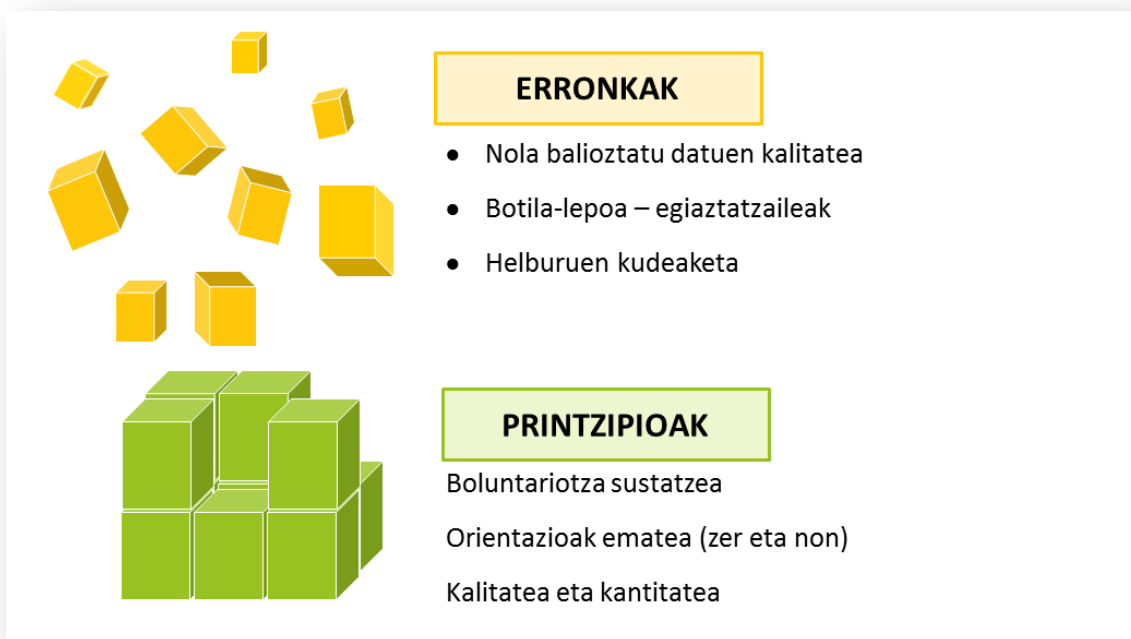 ERRONKAK
• Nola balioztatu datuen kalitatea
• Botila-lepoa – egiaztatzaileak
• Helburuen kudeaketa
PRINTZIPIOAK
Boluntariotza sustatzea
Orientazioak ematea (zer eta non)
Kalitatea eta kantitatea